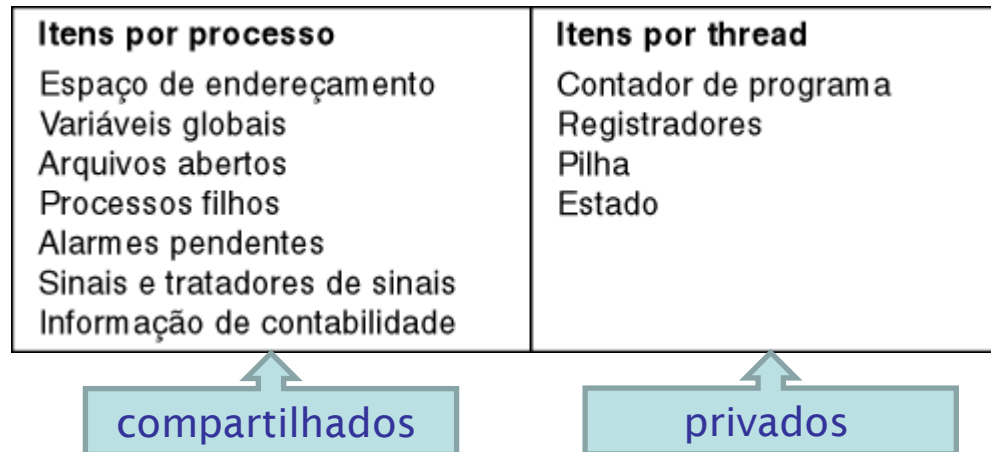 Itens por processo
Espaço de endereçamento
Variáveis globais
Arquivos abertos
Processos filhos
Alarmes pendentes
Sinais e tratadores de sinais
Informação de contabilidade
Itens por thread
Contador de programa
Registradores
Pilha
Estado
compartilhados
privados